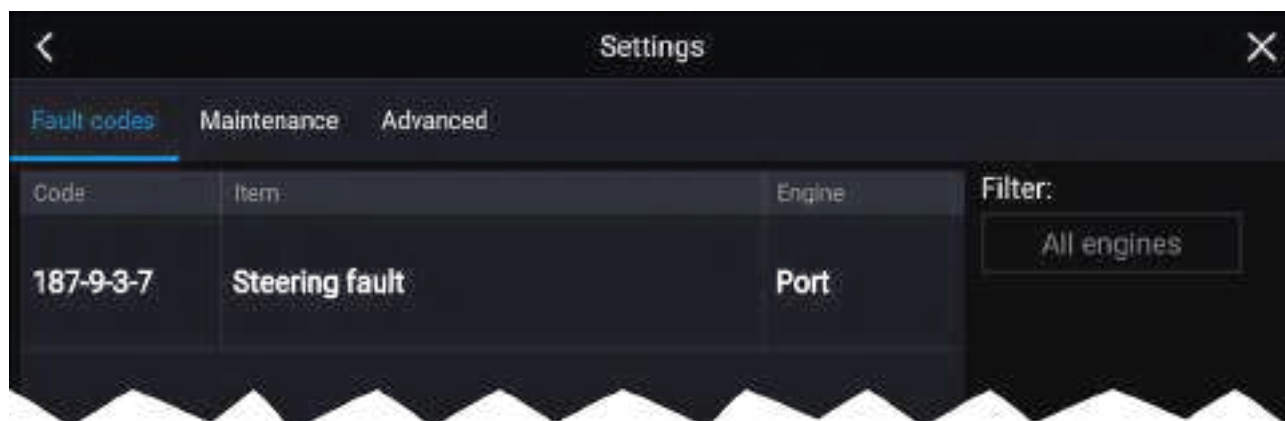 Settings
Fault codes Maintenance Advanced
Code Item Engine
Filter:
All engines
187-9-3-7 Steering fault Port